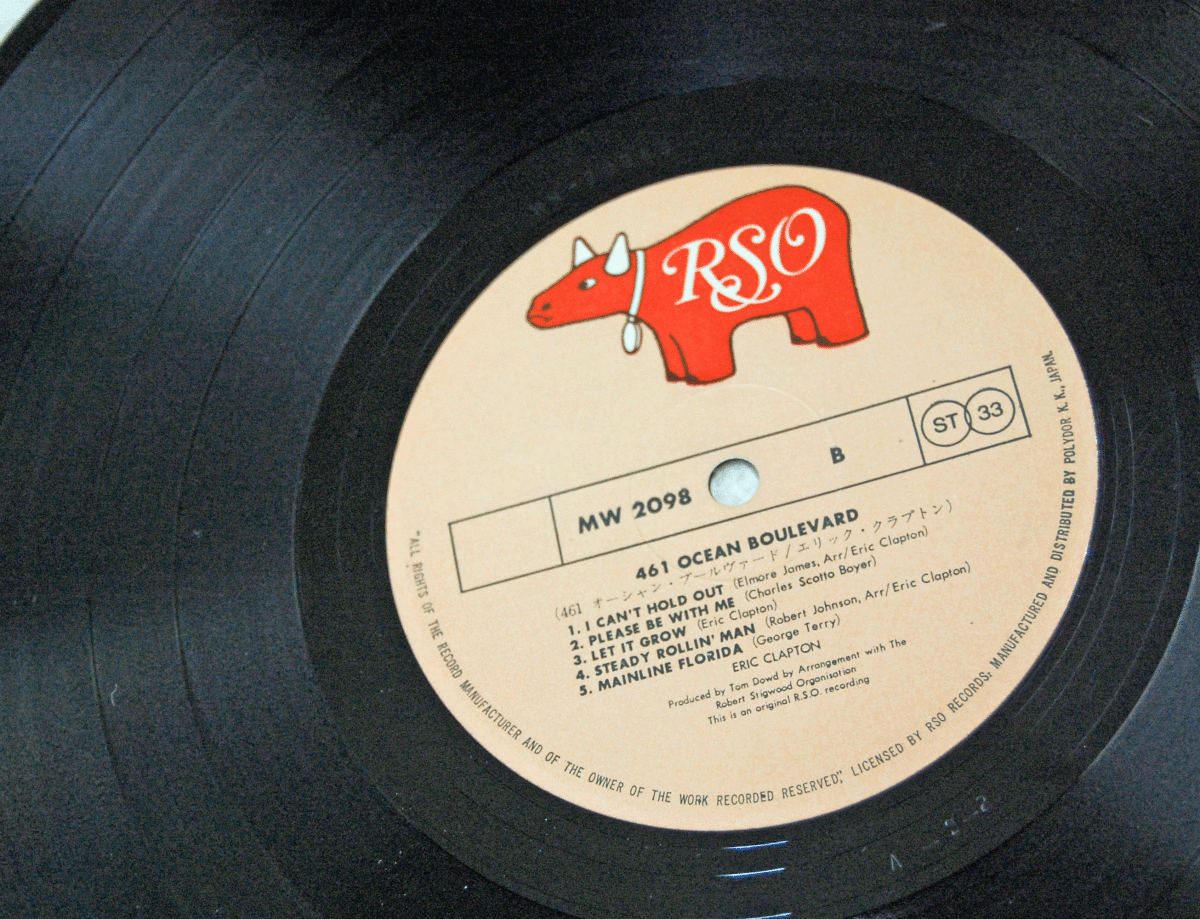 RSO
MW 2098
B
ST 33
461 OCEAN BOULEVARD
(461 オーシャン・ブールヴァード/エリック・クラプトン)
1. I CAN'T HOLD OUT (Elmore James, Arr/Eric Clapton)
2. PLEASE BE WITH ME (Charles Scotto Boyer)
3. LET IT GROW (Eric Clapton)
4. STEADY ROLLIN' MAN (Robert Johnson, Arr/Eric Clapton)
5. MAINLINE FLORIDA (George Terry)
ERIC CLAPTON
Produced by Tom Dowd by Arrangement with The
Robert Stigwood Organisation
This is an original R.S.O. recording
"ALL RIGHTS OF THE RECORD MANUFACTURER AND OF THE OWNER OF THE WORK RECORDED RESERVED", LICENSED BY RSO RECORDS; MANUFACTURED AND DISTRIBUTED BY POLYDOR K. K., JAPAN.